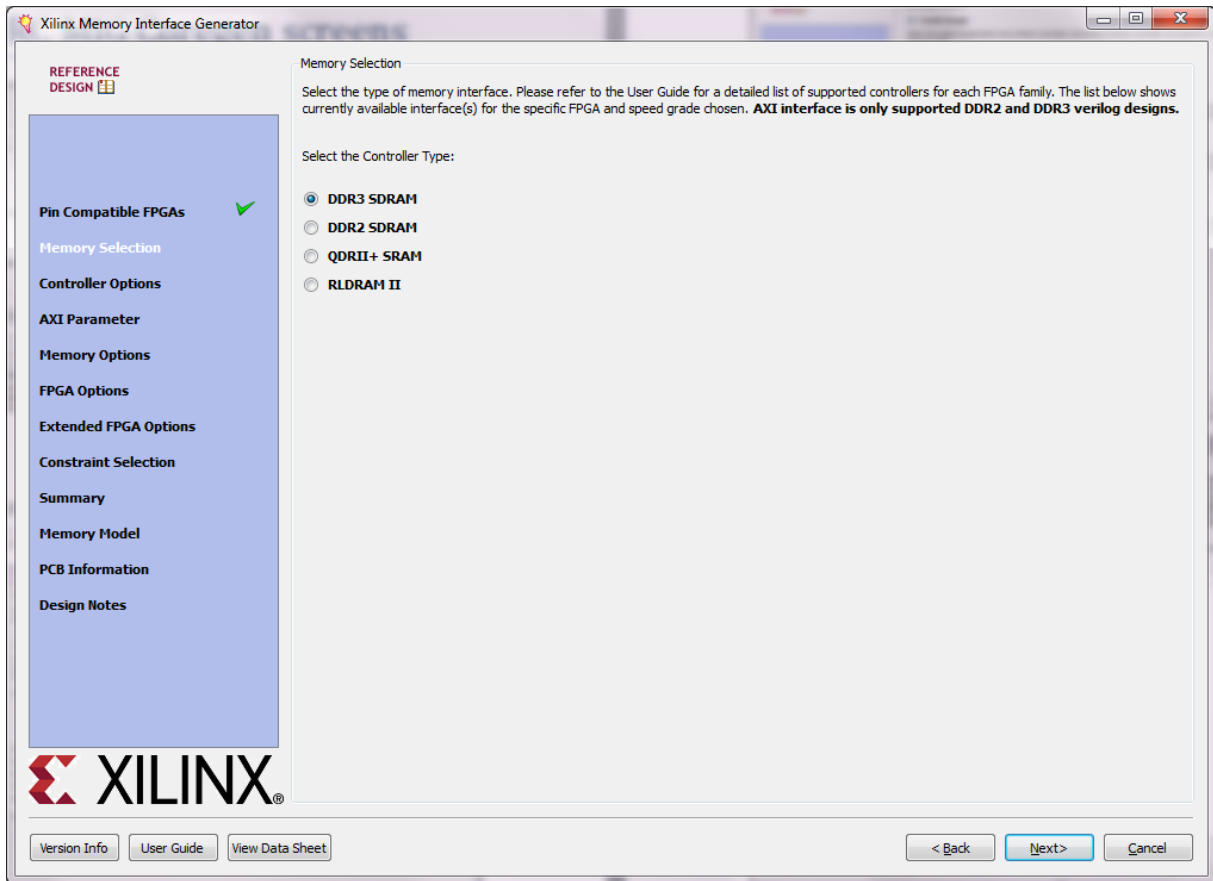 Xilinx Memory Interface Generator
REFERENCE
DESIGN
Pin Compatible FPGAs
Memory Selection
Controller Options
AXI Parameter
Memory Options
FPGA Options
Extended FPGA Options
Constraint Selection
Summary
Memory Model
PCB Information
Design Notes
XILINX®
Memory Selection
Select the type of memory interface. Please refer to the User Guide for a detailed list of supported controllers for each FPGA family. The list below shows
currently available interface(s) for the specific FPGA and speed grade chosen. AXI interface is only supported DDR2 and DDR3 verilog designs.
Select the Controller Type:
DDR3 SDRAM
DDR2 SDRAM
QDRII+ SRAM
RLDRAM II
Version Info User Guide View Data Sheet < Back Next> Cancel